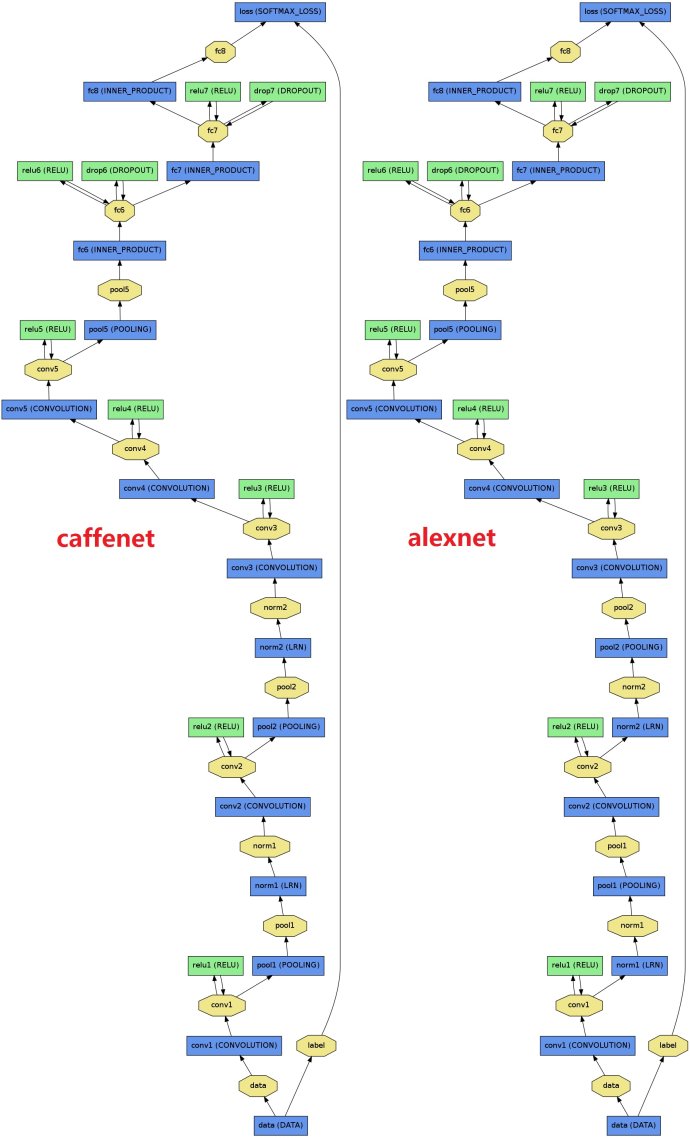 loss (SOFTMAX_LOSS)
fc8
fc8 (INNER_PRODUCT)
relu7 (RELU)
drop7 (DROPOUT)
fc7
relu6 (RELU)
drop6 (DROPOUT)
fc7 (INNER_PRODUCT)
fc6
fc6 (INNER_PRODUCT)
pool5
relu5 (RELU)
pool5 (POOLING)
conv5
conv5 (CONVOLUTION)
relu4 (RELU)
conv4
conv4 (CONVOLUTION)
relu3 (RELU)
conv3
caffenet
conv3 (CONVOLUTION)
norm2
norm2 (LRN)
pool2
relu2 (RELU)
pool2 (POOLING)
conv2
conv2 (CONVOLUTION)
norm1
norm1 (LRN)
pool1
relu1 (RELU)
pool1 (POOLING)
conv1
conv1 (CONVOLUTION)
label
data
data (DATA)
loss (SOFTMAX_LOSS)
fc8
fc8 (INNER_PRODUCT)
relu7 (RELU)
drop7 (DROPOUT)
fc7
relu6 (RELU)
drop6 (DROPOUT)
fc7 (INNER_PRODUCT)
fc6
fc6 (INNER_PRODUCT)
pool5
relu5 (RELU)
pool5 (POOLING)
conv5
conv5 (CONVOLUTION)
relu4 (RELU)
conv4
conv4 (CONVOLUTION)
relu3 (RELU)
conv3
alexnet
conv3 (CONVOLUTION)
pool2
pool2 (POOLING)
norm2
relu2 (RELU)
norm2 (LRN)
conv2
conv2 (CONVOLUTION)
pool1
pool1 (POOLING)
norm1
relu1 (RELU)
norm1 (LRN)
conv1
conv1 (CONVOLUTION)
label
data
data (DATA)